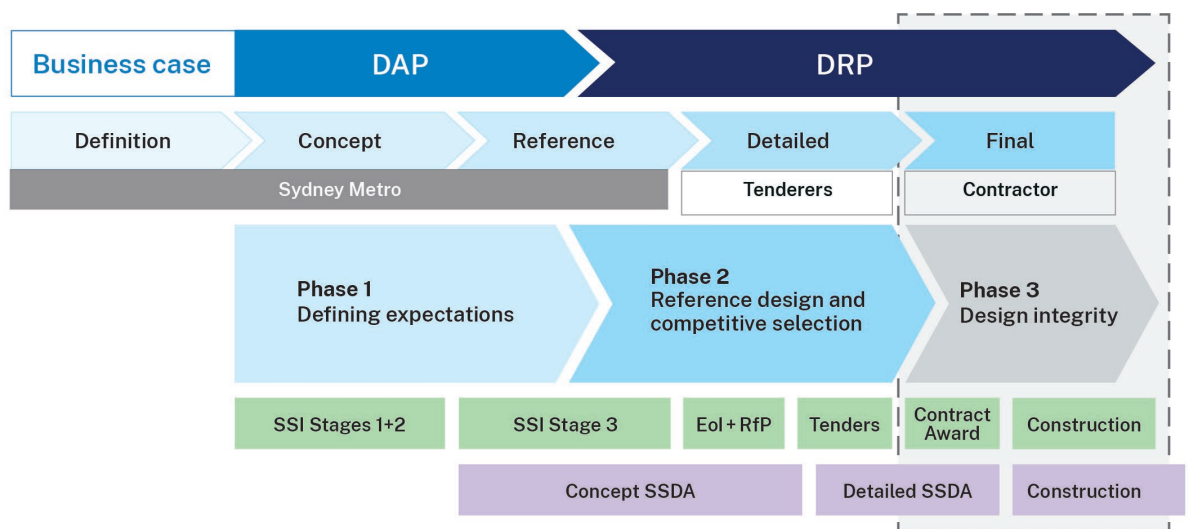 Business case
DAP
DRP
Definition
Concept
Reference
Detailed
Final
Sydney Metro
Tenderers
Contractor
Phase 1
Defining expectations
Phase 2
Reference design and
competitive selection
Phase 3
Design integrity
SSI Stages 1+2
SSI Stage 3
EoI + RfP
Tenders
Contract
Award
Construction
Concept SSDA
Detailed SSDA
Construction